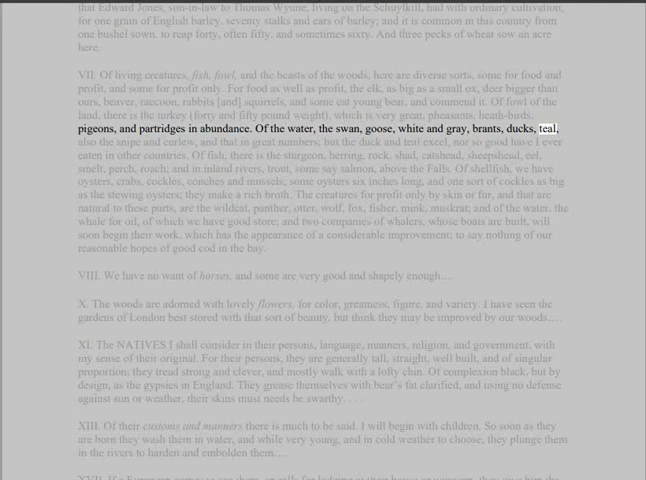 that Edward Jones, son-in-law to Thomas Wynne, living on the Schuylkill, had with ordinary cultivation,
for one grain of English barley, seventy stalks and ears of barley; and it is common in this country from
one bushel sown, to reap forty, often fifty, and sometimes sixty. And three pecks of wheat sow an acre
here.
VII. Of living creatures, fish, fowl, and the beasts of the woods, here are diverse sorts, some for food and
profit, and some for profit only. For food as well as profit, the elk, as big as a small ox, deer bigger than
ours, beaver, raccoon, rabbits [and] squirrels, and some eat young bear, and commend it. Of fowl of the
land, there is the turkey (forty and fifty pound weight), which is very great, pheasants, heath-birds,
pigeons, and partridges in abundance. Of the water, the swan, goose, white and gray, brants, ducks, teal,
also the snipe and curlew, and that in great numbers; but the duck and teal excel, nor so good have I ever
eaten in other countries. Of fish, there is the sturgeon, herring, rock, shad, catshead, sheepshead, eel,
smelt, perch, roach; and in inland rivers, trout, some say salmon, above the Falls. Of shellfish, we have
oysters, crabs, cockles, conches and mussels; some oysters six inches long, and one sort of cockles as big
as the stewing oysters; they make a rich broth. The creatures for profit only by skin or fur, and that are
natural to these parts, are the wildcat, panther, otter, wolf, fox, fisher, mink, muskrat; and of the water, the
whale for oil, of which we have good store; and two companies of whalers, whose boats are built, will
soon begin their work, which has the appearance of a considerable improvement; to say nothing of our
reasonable hopes of good cod in the bay.
VIII. We have no want of horses, and some are very good and shapely enough....
X. The woods are adorned with lovely flowers, for color, greatness, figure, and variety. I have seen the
gardens of London best stored with that sort of beauty, but think they may be improved by our woods....
XI. The NATIVES I shall consider in their persons, language, manners, religion, and government, with
my sense of their original. For their persons, they are generally tall, straight, well built, and of singular
proportion; they tread strong and clever, and mostly walk with a lofty chin. Of complexion black, but by
design, as the gypsies in England. They grease themselves with bear's fat clarified, and using no defense
against sun or weather, their skins must needs be swarthy. . . .
XIII. Of their customs and manners there is much to be said. I will begin with children. So soon as they
are born they wash them in water, and while very young, and in cold weather to choose, they plunge them
in the rivers to harden and embolden them....